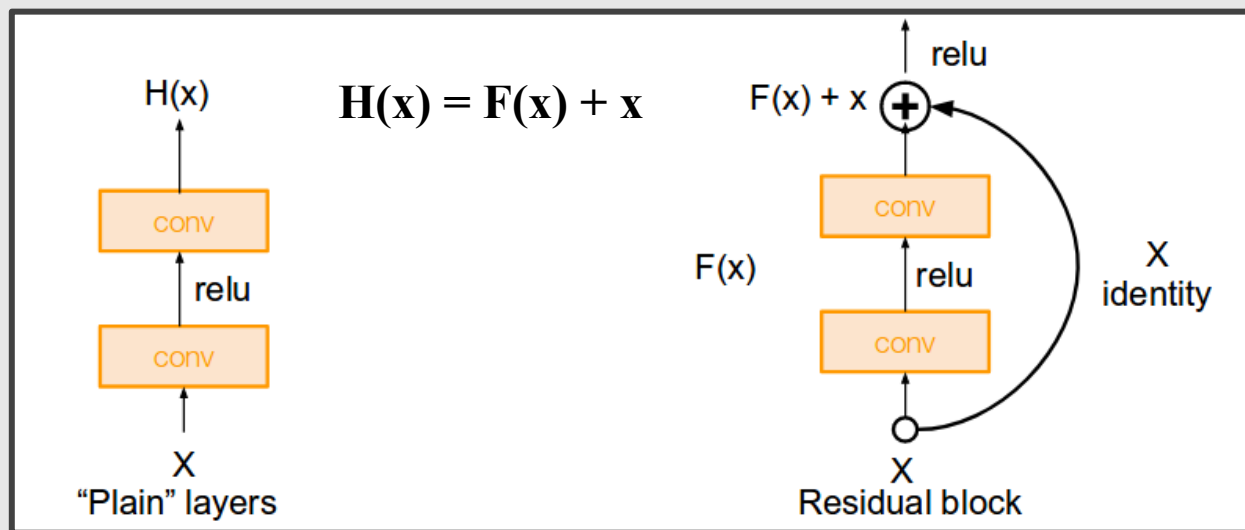 H(x)
conv
relu
conv
X
“Plain” layers
H(x) = F(x) + x
relu
F(x) + x
conv
F(x)
relu
conv
X
identity
X
Residual block